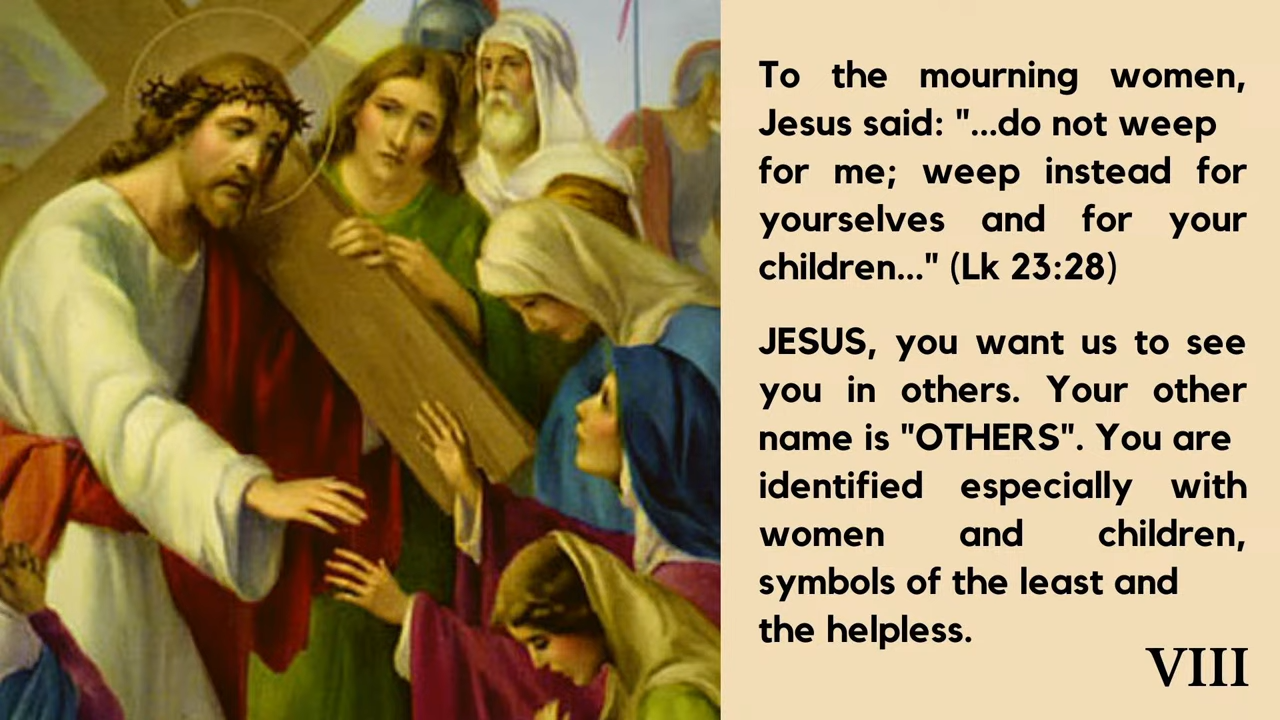 To the mourning women,
Jesus said: "...do not weep
for me; weep instead for
yourselves and for your
children..." (Lk 23:28)
JESUS, you want us to see
you in others. Your other
name is "OTHERS". You are
identified especially with
women and children,
symbols of the least and
the helpless.
VIII